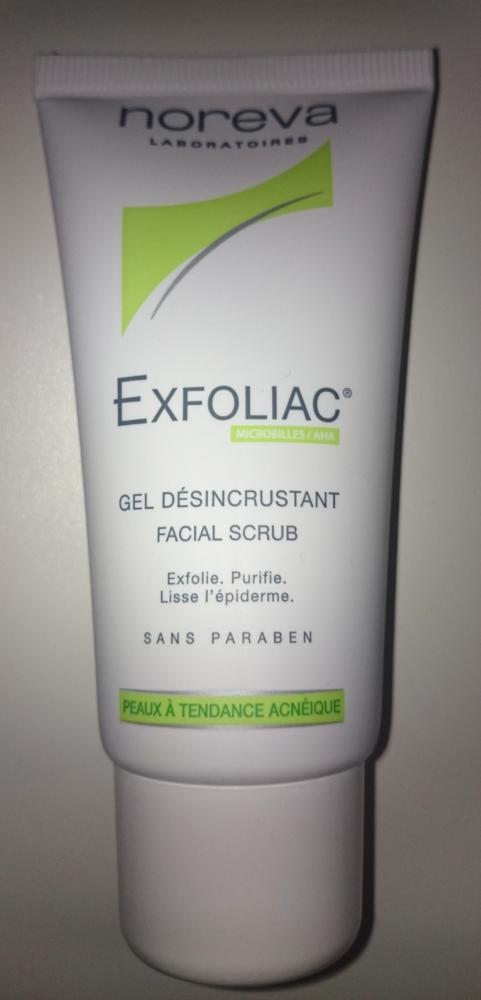 noreva
LABORATOIRES
EXFOLIAC®
MICROBILLES / AHA
GEL DÉSINCRUSTANT
FACIAL SCRUB
Exfolie. Purifie.
Lisse l'épiderme.
SANS PARABEN
PEAUX À TENDANCE ACNÉIQUE